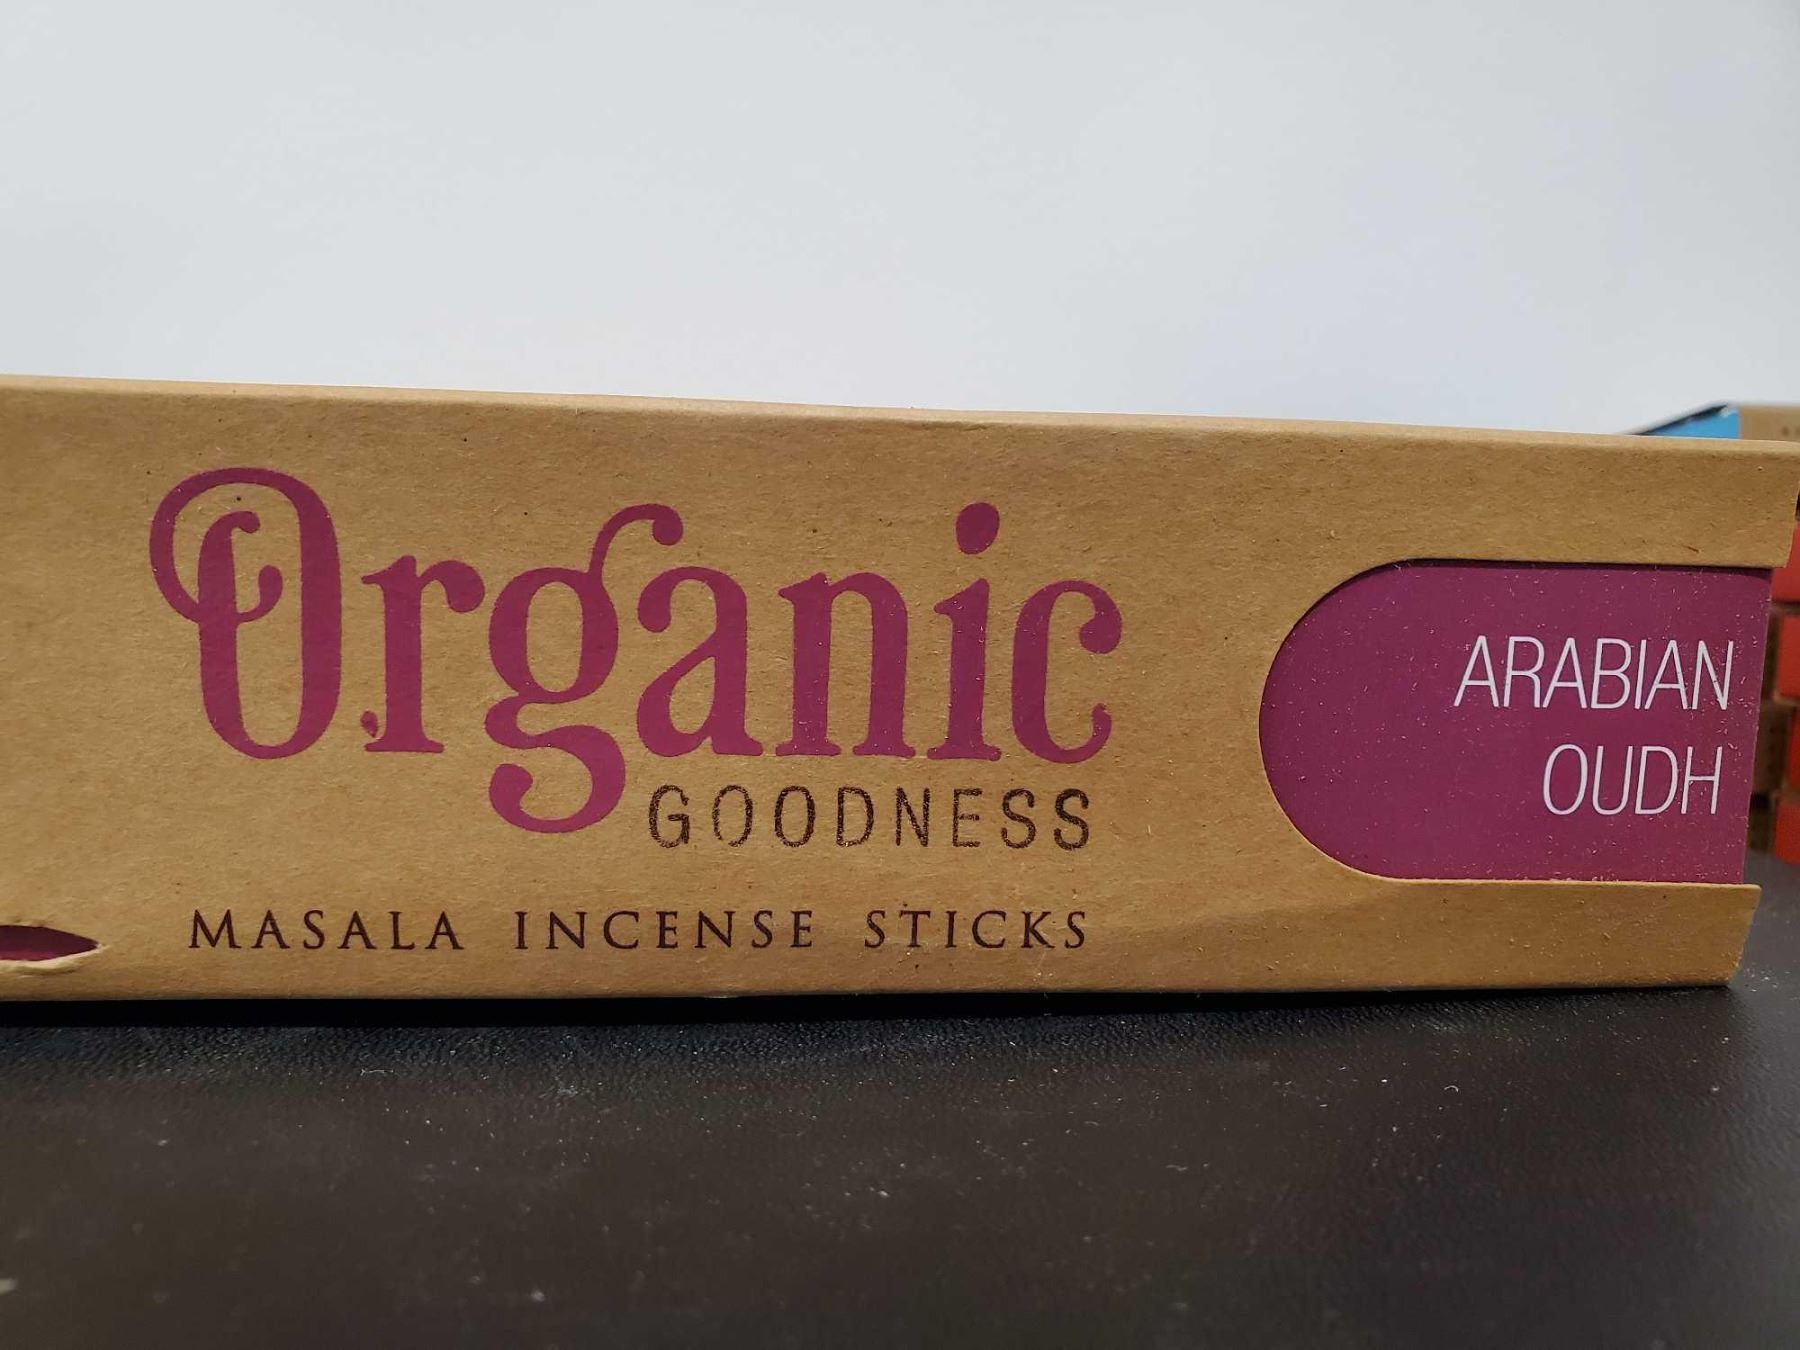 Organic
GOODNESS
MASALA INCENSE STICKS
ARABIAN
OUDH